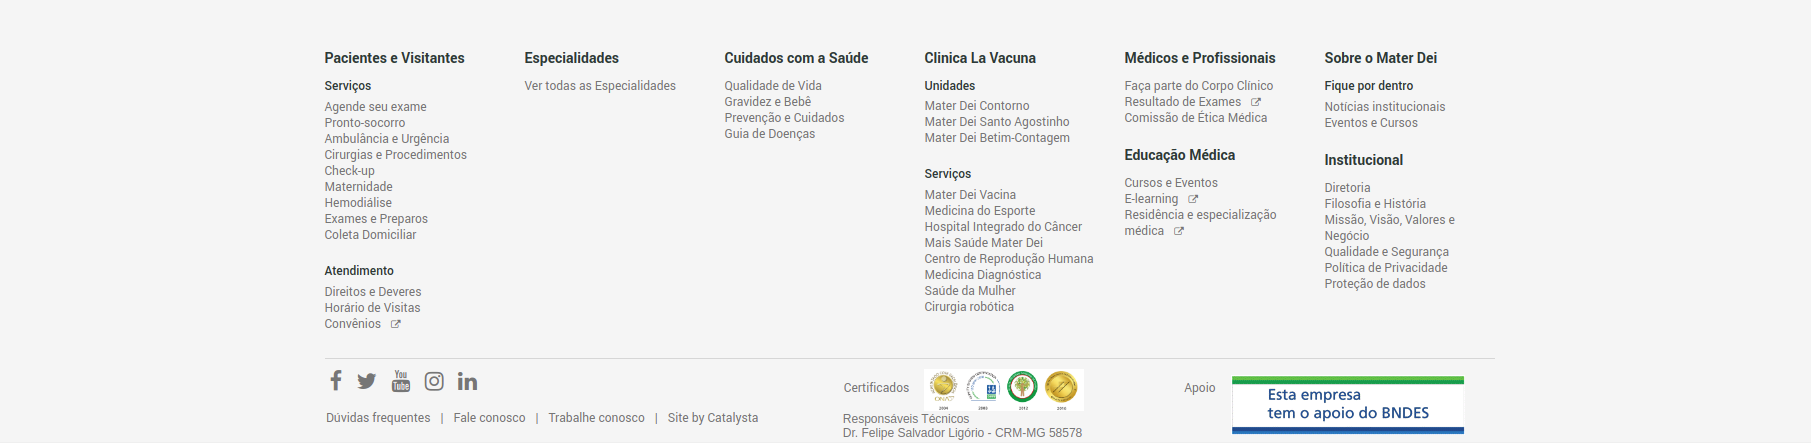 Pacientes e Visitantes
Serviços
Agende seu exame
Pronto-socorro
Ambulância e Urgência
Cirurgias e Procedimentos
Check-up
Maternidade
Hemodiálise
Exames e Preparos
Coleta Domiciliar
Atendimento
Direitos e Deveres
Horário de Visitas
Convênios
Especialidades
Ver todas as Especialidades
Cuidados com a Saúde
Qualidade de Vida
Gravidez e Bebê
Prevenção e Cuidados
Guia de Doenças
Clinica La Vacuna
Unidades
Mater Dei Contorno
Mater Dei Santo Agostinho
Mater Dei Betim-Contagem
Serviços
Mater Dei Vacina
Medicina do Esporte
Hospital Integrado do Câncer
Mais Saúde Mater Dei
Centro de Reprodução Humana
Medicina Diagnóstica
Saúde da Mulher
Cirurgia robótica
Médicos e Profissionais
Faça parte do Corpo Clínico
Resultado de Exames
Comissão de Ética Médica
Educação Médica
Cursos e Eventos
E-learning
Residência e especialização
médica
Sobre o Mater Dei
Fique por dentro
Notícias institucionais
Eventos e Cursos
Institucional
Diretoria
Filosofia e História
Missão, Visão, Valores e
Negócio
Qualidade e Segurança
Política de Privacidade
Proteção de dados
You
Tube
Dúvidas frequentes | Fale conosco | Trabalhe conosco | Site by Catalysta
Certificados
2004 2008 2012 2016
Responsáveis Técnicos
Dr. Felipe Salvador Ligório - CRM-MG 58578
Apoio
Esta empresa
tem o apoio do BNDES